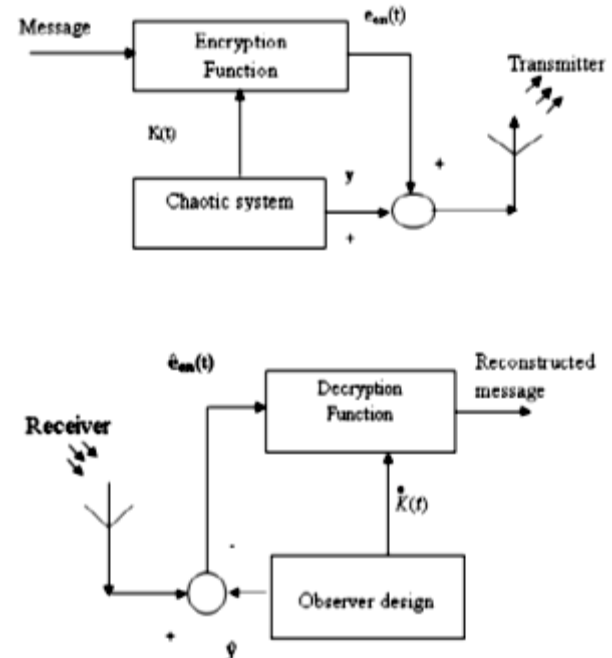 Message
e_en(t)
Encryption
Function
Transmitter
K(t)
+
y
Chaotic system
+
ê_en(t)
Reconstructed
message
Decryption
Function
Receiver
K̂(t)
-
Observer design
+
ŷ